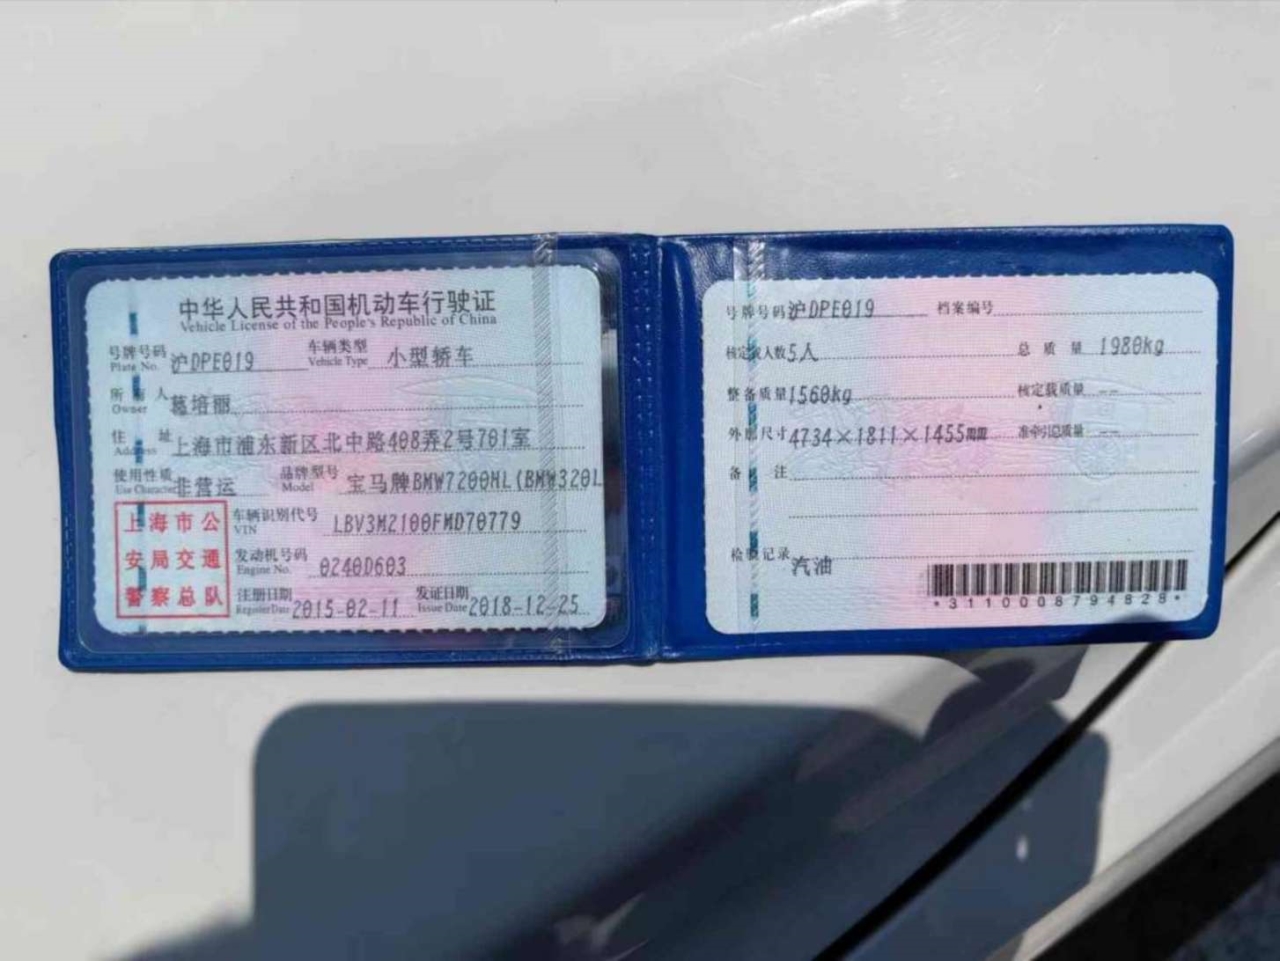 中华人民共和国机动车行驶证
Vehicle License of the People's Republic of China
号牌号码 沪DPE019 车辆类型 小型轿车
Plate No. Vehicle Type
所有人 葛培丽
Owner
住址 上海市浦东新区北中路408弄2号701室
Address
使用性质 非营运 品牌型号 宝马牌BMW7200ML(BMW320L
Use Character Model
上海市公
安局交通
警察总队
车辆识别代号 LBV3M2100FMD70779
VIN
发动机号码 0240D603
Engine No.
注册日期 2015-02-11 发证日期 2018-12-25
Register Date Issue Date
号牌号码 沪DPE019 档案编号
核定载人数 5人 总质量 1980kg
整备质量 1560kg 核定载质量 --
外廓尺寸 4734×1811×1455mm 准牵引总质量 --
备注
检验记录 汽油
*3110008794828*